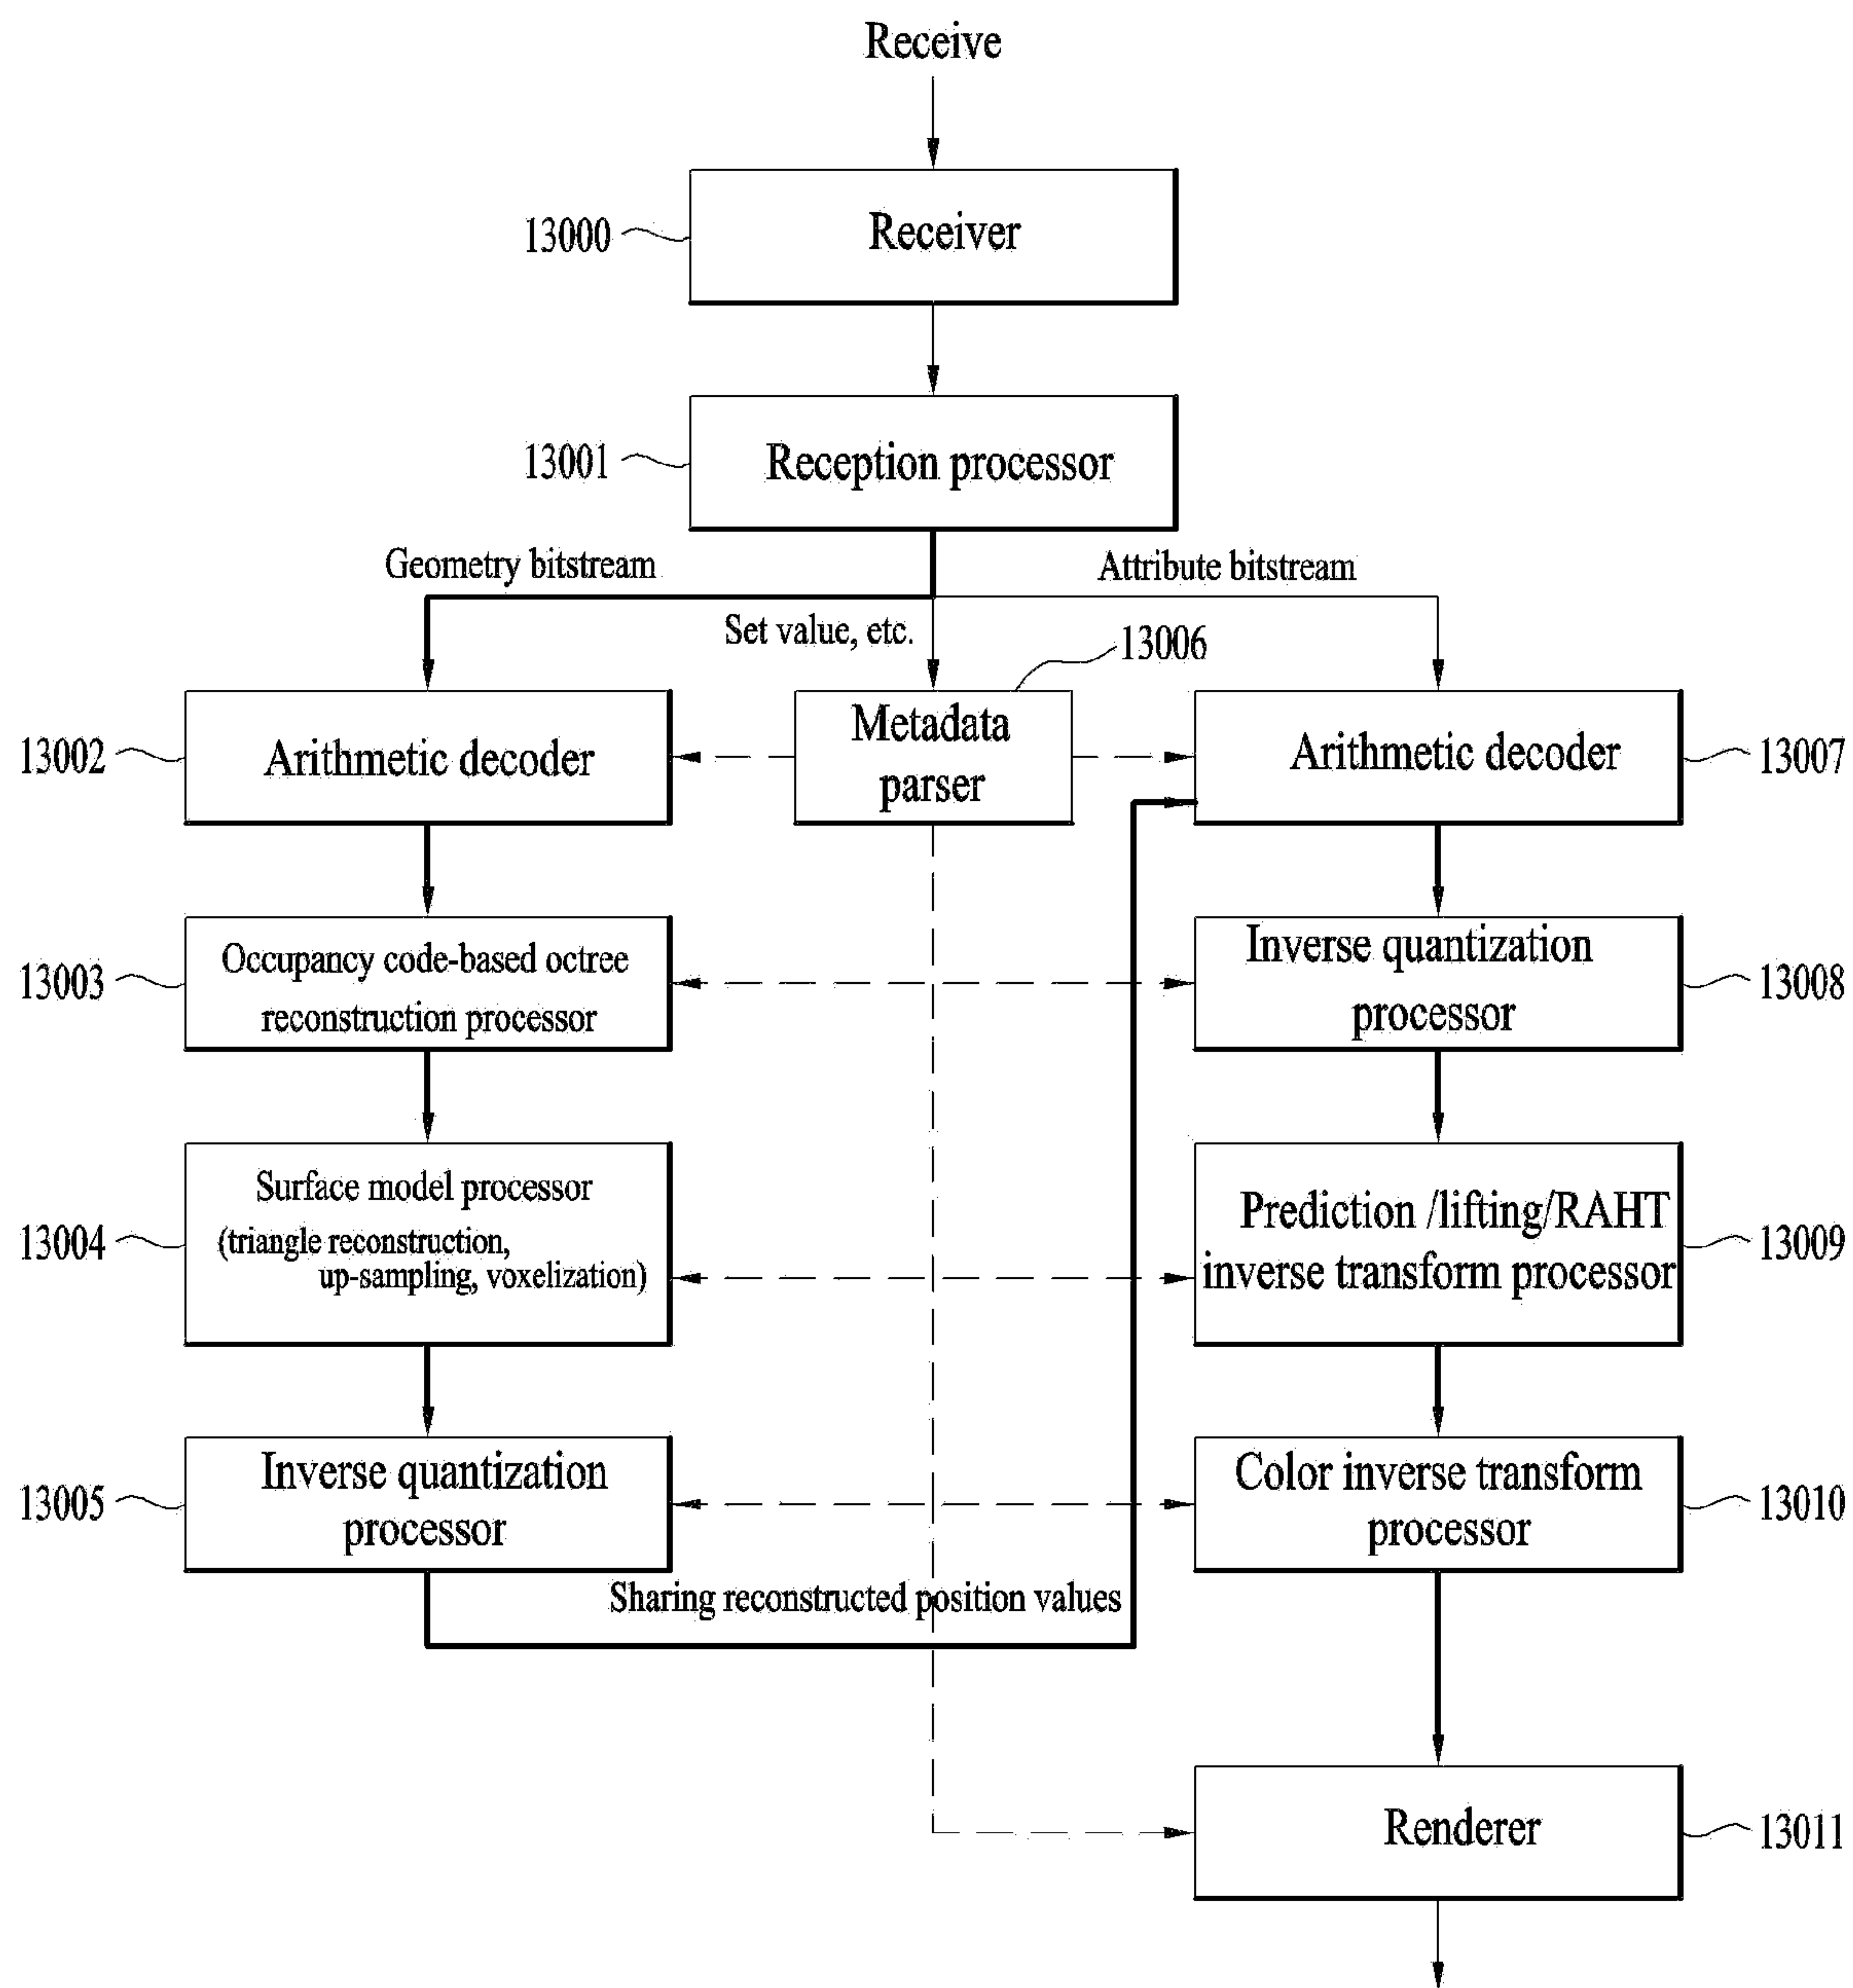 Receive
13000
Receiver
13001
Reception processor
Geometry bitstream
Attribute bitstream
Set value, etc.
13006
13002
Arithmetic decoder
Metadata
parser
Arithmetic decoder
13007
13003
Occupancy code-based octree
reconstruction processor
Inverse quantization
processor
13008
13004
Surface model processor
(triangle reconstruction,
up-sampling, voxelization)
Prediction /lifting/RAHT
inverse transform processor
13009
13005
Inverse quantization
processor
Color inverse transform
processor
13010
Sharing reconstructed position values
Renderer
13011